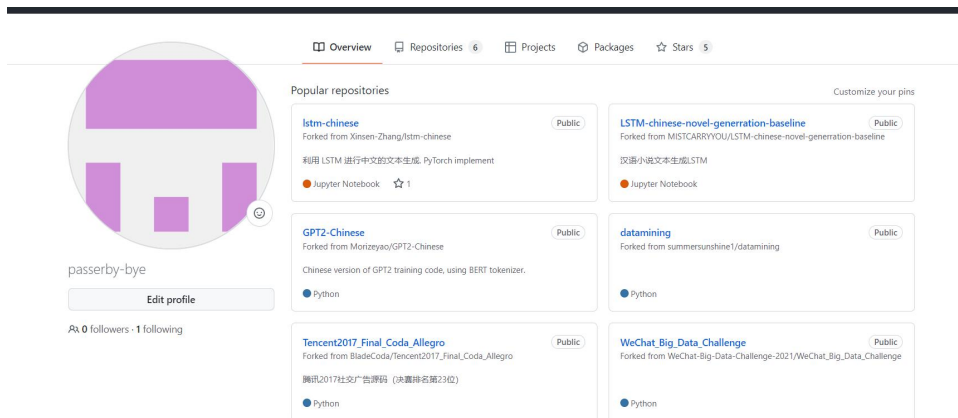 Overview Repositories 6 Projects Packages Stars 5
Popular repositories Customize your pins
lstm-chinese Public
Forked from Xinsen-Zhang/lstm-chinese
利用 LSTM 进行中文的文本生成. PyTorch implement
Jupyter Notebook 1
LSTM-chinese-novel-generration-baseline Public
Forked from MISTCARRYYOU/LSTM-chinese-novel-generration-baseline
汉语小说文本生成LSTM
Jupyter Notebook
GPT2-Chinese Public
Forked from Morizeyao/GPT2-Chinese
Chinese version of GPT2 training code, using BERT tokenizer.
Python
datamining Public
Forked from summersunshine1/datamining
Python
Tencent2017_Final_Coda_Allegro Public
Forked from BladeCoda/Tencent2017_Final_Coda_Allegro
腾讯2017社交广告源码（决赛排名第23位）
Python
WeChat_Big_Data_Challenge Public
Forked from WeChat-Big-Data-Challenge-2021/WeChat_Big_Data_Challenge
Python
passerby-bye
Edit profile
0 followers · 1 following